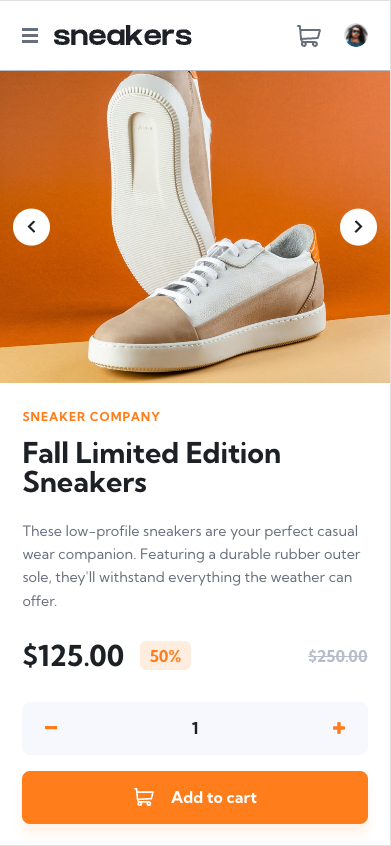 sneakers
SNEAKER COMPANY
Fall Limited Edition
Sneakers
These low-profile sneakers are your perfect casual
wear companion. Featuring a durable rubber outer
sole, they'll withstand everything the weather can
offer.
$125.00 50% $250.00
1
Add to cart